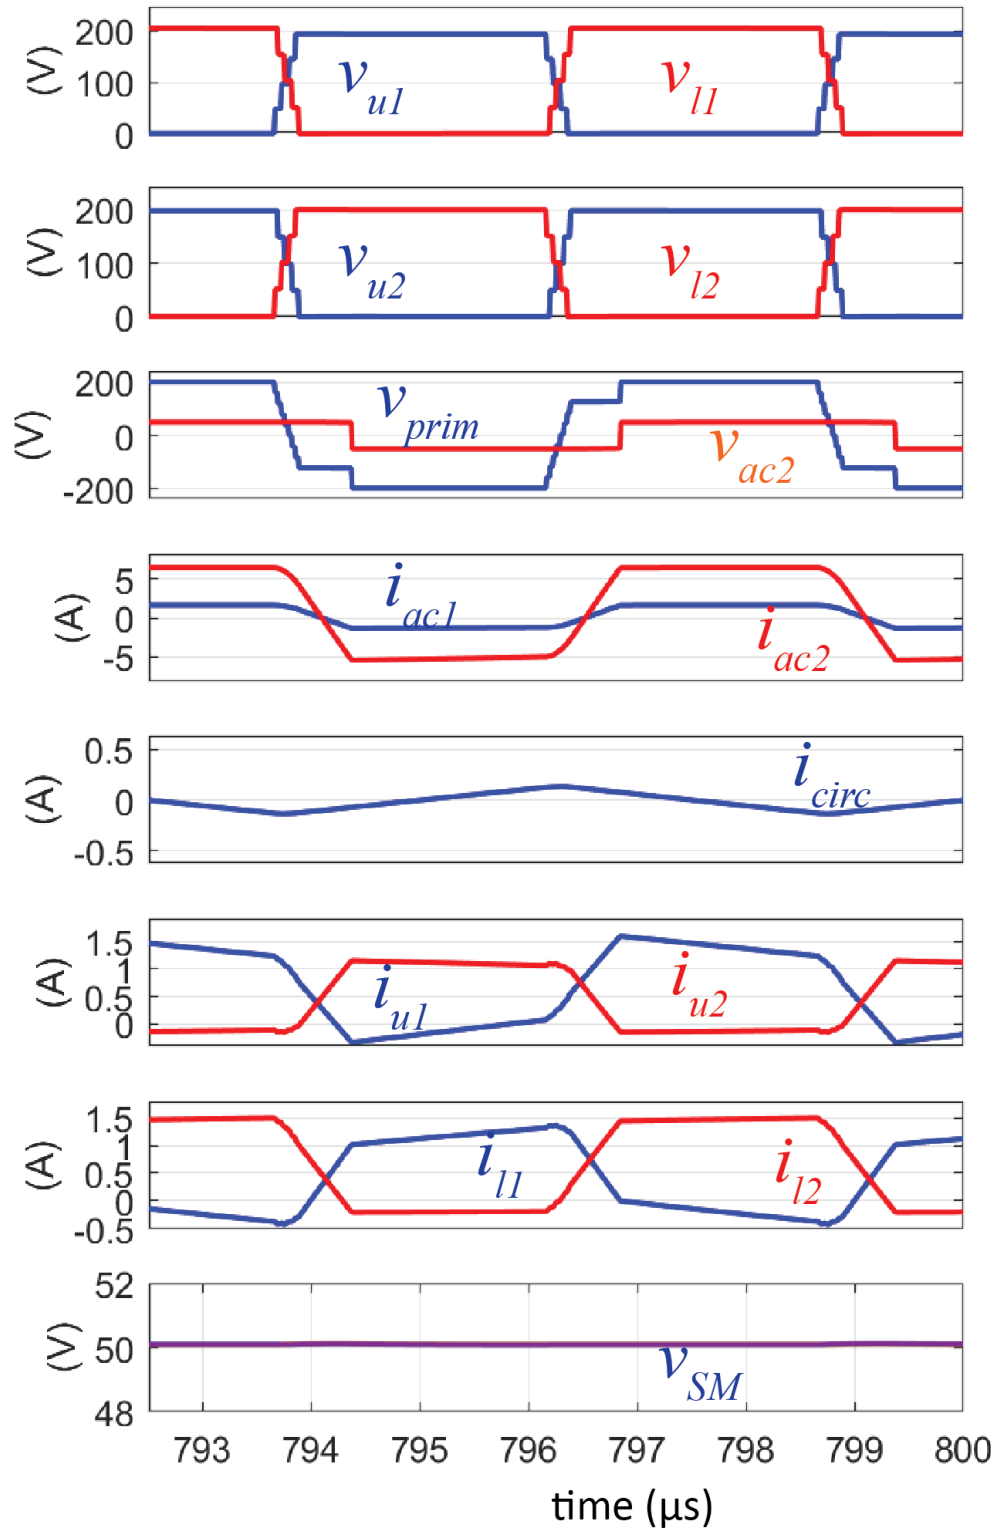 200
(V)
100
0
v_u1
v_l1
200
(V)
100
0
v_u2
v_l2
200
(V)
0
-200
v_prim
v_ac2
5
(A)
0
-5
i_ac1
i_ac2
0.5
(A)
0
-0.5
i_circ
1.5
1
(A)
0.5
0
i_u1
i_u2
1.5
(A)
1
0.5
0
-0.5
i_l1
i_l2
52
(V)
50
48
v_SM
793 794 795 796 797 798 799 800
time (µs)